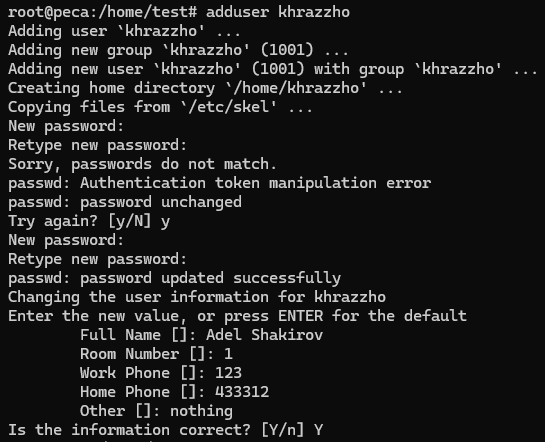 root@peca:/home/test# adduser khrazzho
Adding user `khrazzho' ...
Adding new group `khrazzho' (1001) ...
Adding new user `khrazzho' (1001) with group `khrazzho' ...
Creating home directory `/home/khrazzho' ...
Copying files from `/etc/skel' ...
New password:
Retype new password:
Sorry, passwords do not match.
passwd: Authentication token manipulation error
passwd: password unchanged
Try again? [y/N] y
New password:
Retype new password:
passwd: password updated successfully
Changing the user information for khrazzho
Enter the new value, or press ENTER for the default
Full Name []: Adel Shakirov
Room Number []: 1
Work Phone []: 123
Home Phone []: 433312
Other []: nothing
Is the information correct? [Y/n] Y